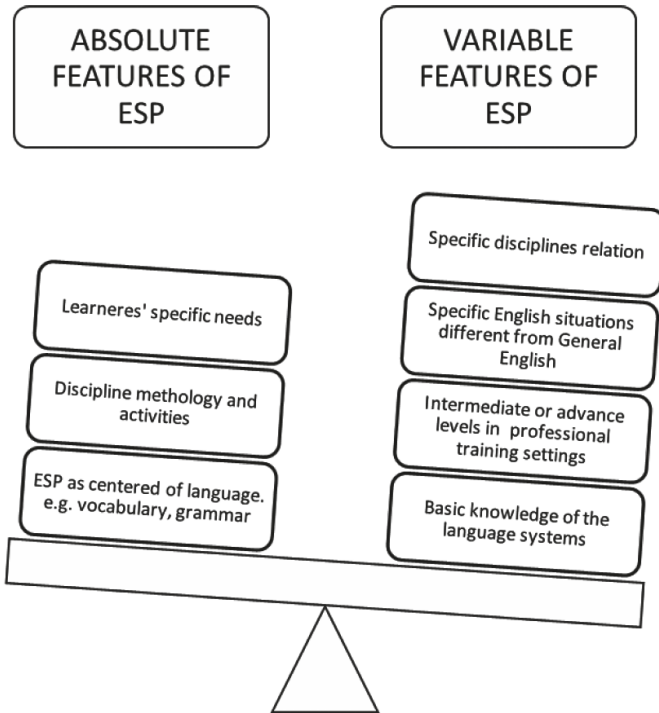 ABSOLUTE
FEATURES OF
ESP
VARIABLE
FEATURES OF
ESP
Learneres' specific needs
Discipline methology and
activities
ESP as centered of language.
e.g. vocabulary, grammar
Specific disciplines relation
Specific English situations
different from General
English
Intermediate or advance
levels in professional
training settings
Basic knowledge of the
language systems